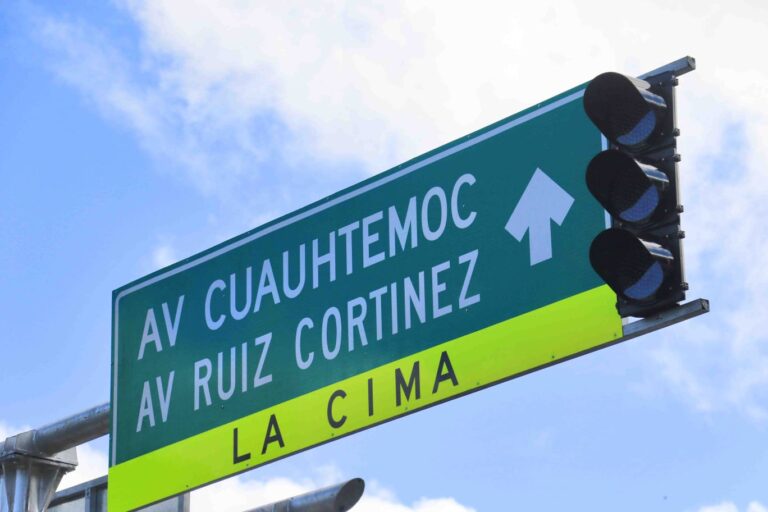 AV CUAUHTEMOC
AV RUIZ CORTINEZ
LA CIMA